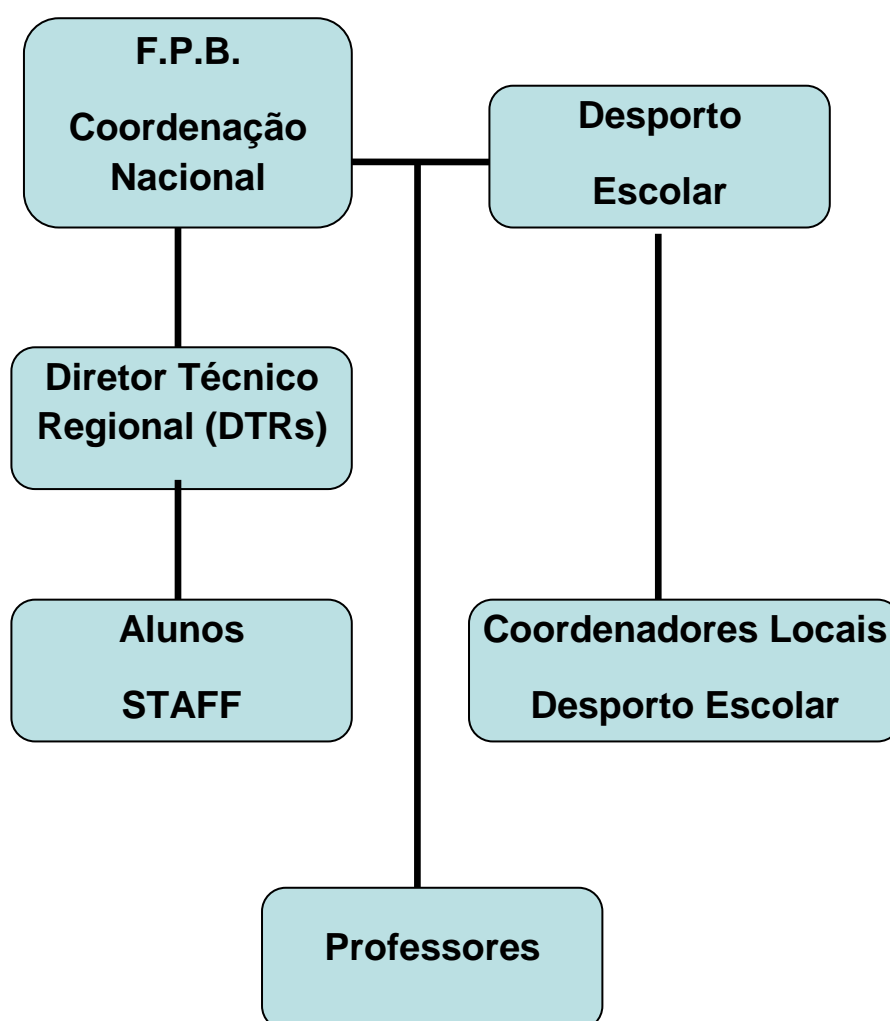 F.P.B.
Coordenação
Nacional
Desporto
Escolar
Diretor Técnico
Regional (DTRs)
Alunos
STAFF
Coordenadores Locais
Desporto Escolar
Professores